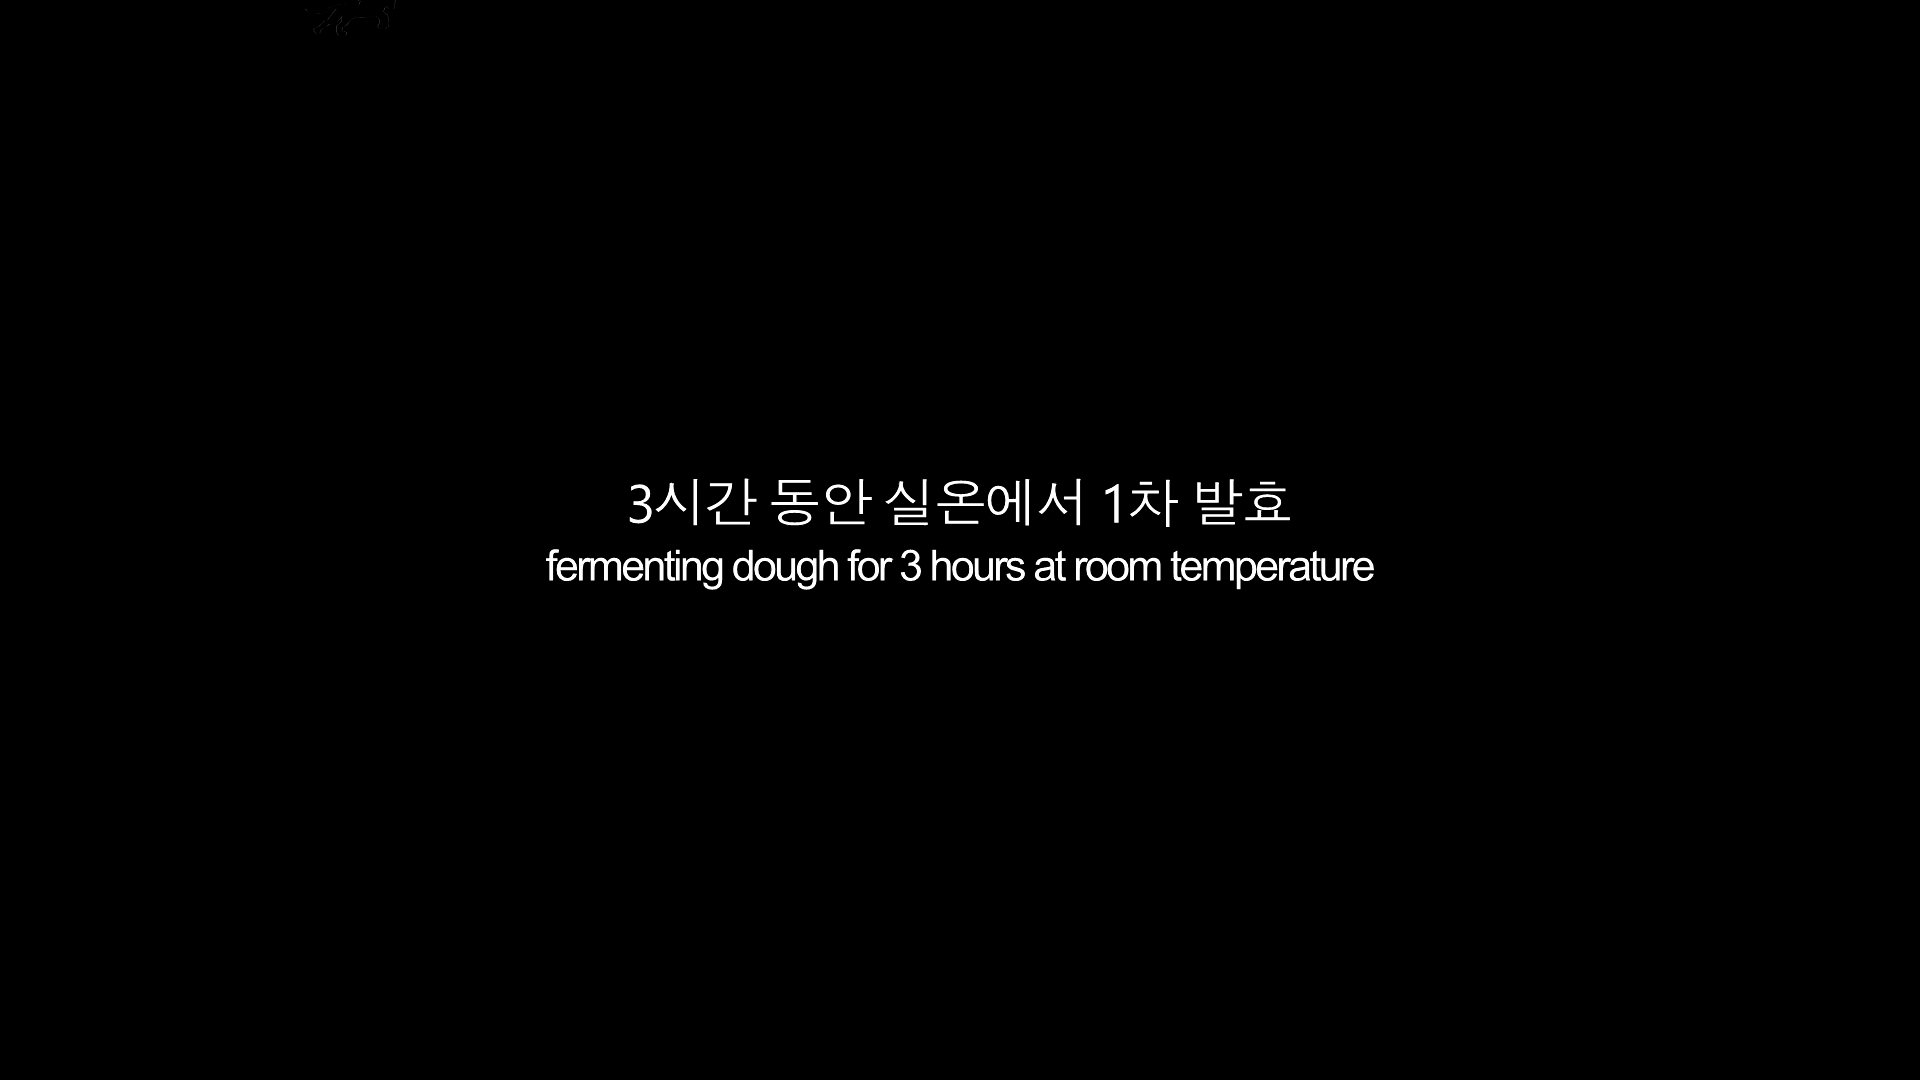 3시간 동안 실온에서 1차 발효
fermenting dough for 3 hours at room temperature